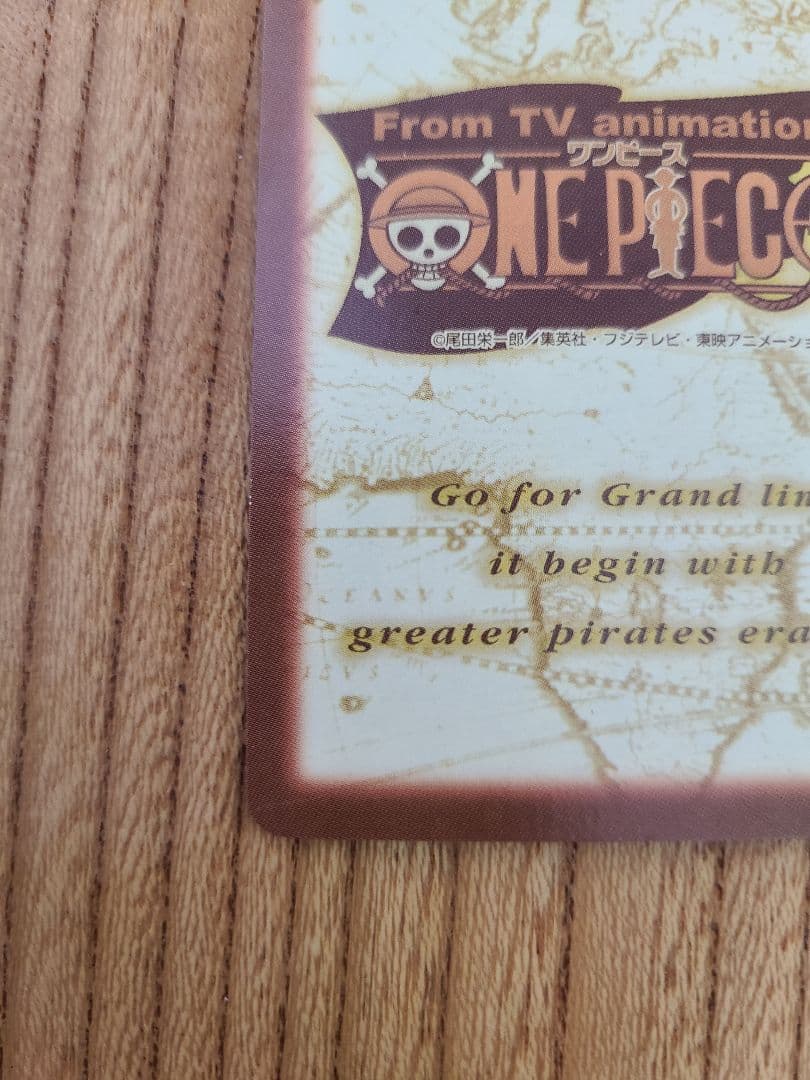 From TV animation
ワンピース
ONE PIECE
©尾田栄一郎／集英社・フジテレビ・東映アニメーショ
Go for Grand lin
it begin with
greater pirates era
OCEANVS